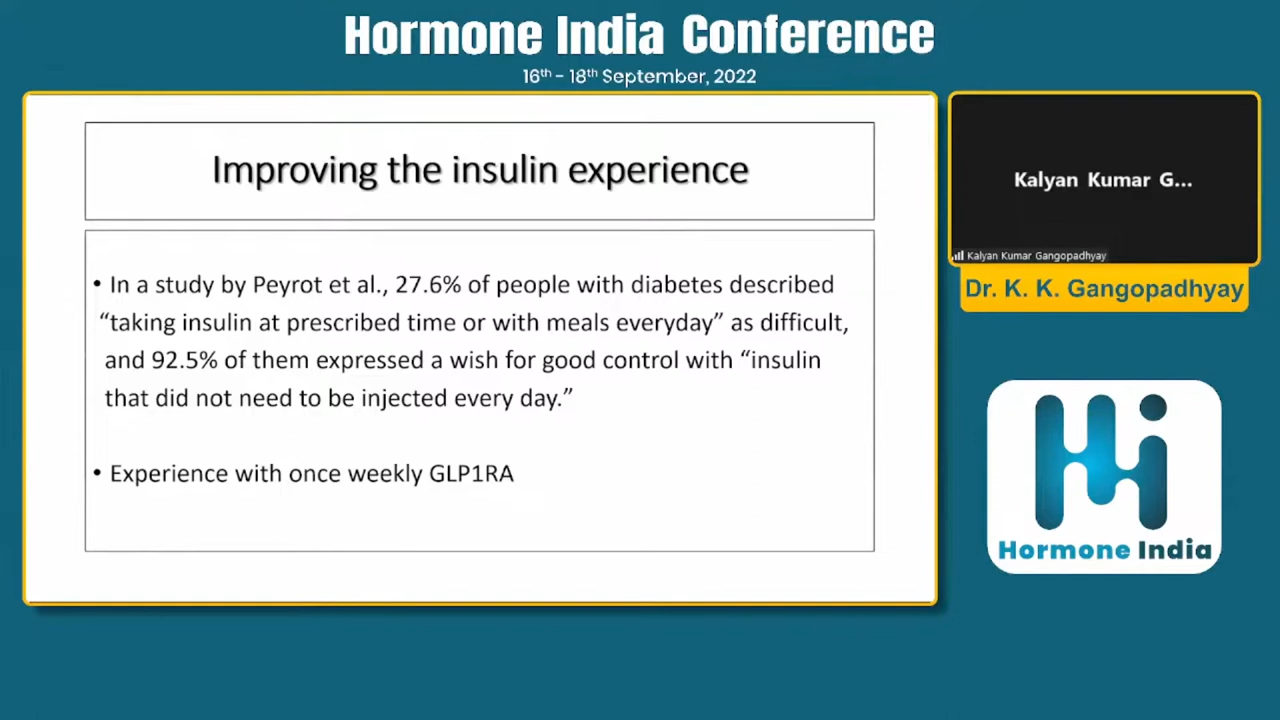 Hormone India Conference
16th - 18th September, 2022
Improving the insulin experience
• In a study by Peyrot et al., 27.6% of people with diabetes described
“taking insulin at prescribed time or with meals everyday” as difficult,
and 92.5% of them expressed a wish for good control with “insulin
that did not need to be injected every day.”
• Experience with once weekly GLP1RA
Kalyan Kumar G...
Kalyan Kumar Gangopadhyay
Dr. K. K. Gangopadhyay
Hi
Hormone India